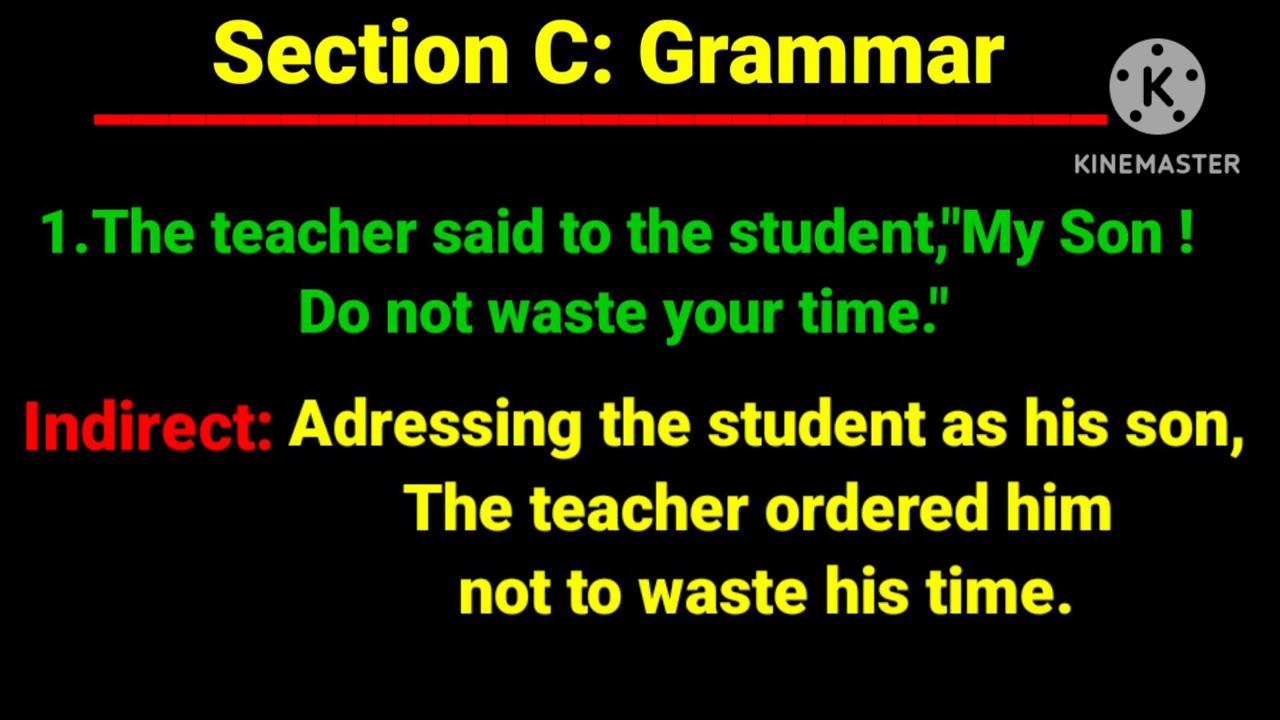 Section C: Grammar
K
KINEMASTER
1.The teacher said to the student,"My Son !
Do not waste your time."
Indirect: Adressing the student as his son,
The teacher ordered him
not to waste his time.